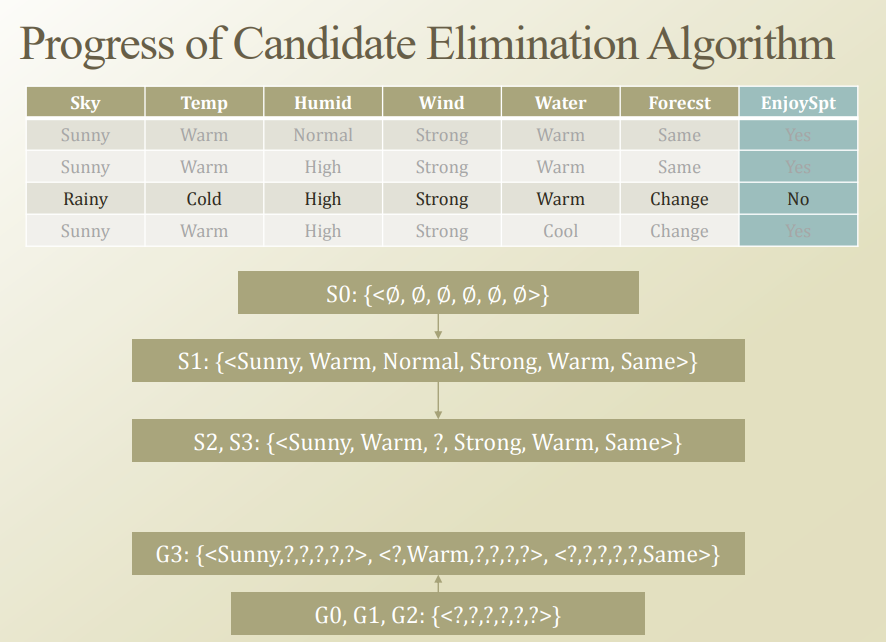 Progress of Candidate Elimination Algorithm
Sky Temp Humid Wind Water Forecst EnjoySpt
Sunny Warm Normal Strong Warm Same Yes
Sunny Warm High Strong Warm Same Yes
Rainy Cold High Strong Warm Change No
Sunny Warm High Strong Cool Change Yes
S0: {<∅, ∅, ∅, ∅, ∅, ∅>}
S1: {<Sunny, Warm, Normal, Strong, Warm, Same>}
S2, S3: {<Sunny, Warm, ?, Strong, Warm, Same>}
G3: {<Sunny,?,?,?,?,?>, <?,Warm,?,?,?,?>, <?,?,?,?,?,Same>}
G0, G1, G2: {<?,?,?,?,?,?>}